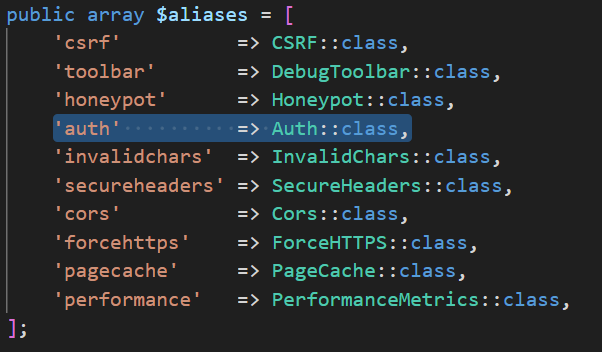 public array $aliases = [
    'csrf'          => CSRF::class,
    'toolbar'       => DebugToolbar::class,
    'honeypot'      => Honeypot::class,
    'auth'··········=>·Auth::class,
    'invalidchars'  => InvalidChars::class,
    'secureheaders' => SecureHeaders::class,
    'cors'          => Cors::class,
    'forcehttps'    => ForceHTTPS::class,
    'pagecache'     => PageCache::class,
    'performance'   => PerformanceMetrics::class,
];